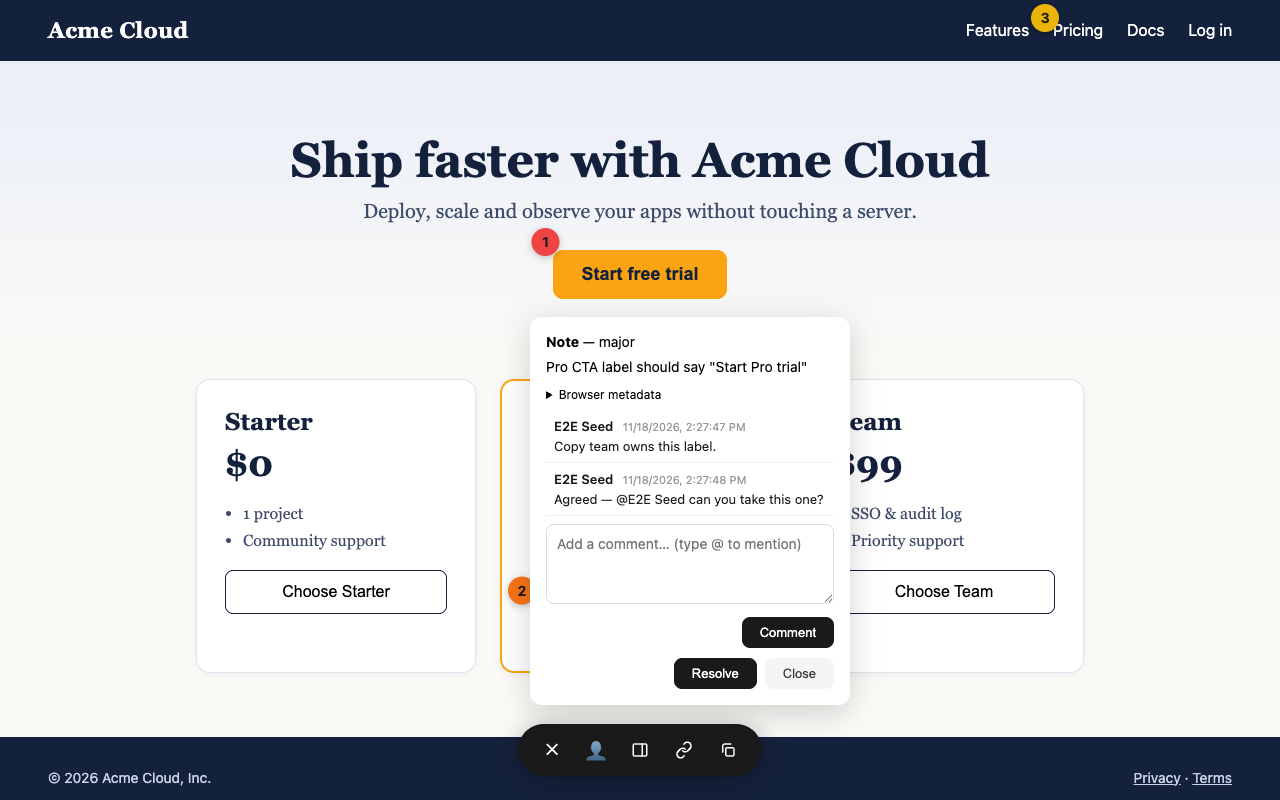 Acme Cloud
Features
3
Pricing
Docs
Log in
Ship faster with Acme Cloud
Deploy, scale and observe your apps without touching a server.
1
Start free trial
Note — major
Pro CTA label should say "Start Pro trial"
Browser metadata
E2E Seed 11/18/2026, 2:27:47 PM
Copy team owns this label.
E2E Seed 11/18/2026, 2:27:48 PM
Agreed — @E2E Seed can you take this one?
Add a comment... (type @ to mention)
Comment
Resolve
Close
Starter
$0
• 1 project
• Community support
Choose Starter
2
eam
$99
SSO & audit log
Priority support
Choose Team
© 2026 Acme Cloud, Inc.
Privacy · Terms